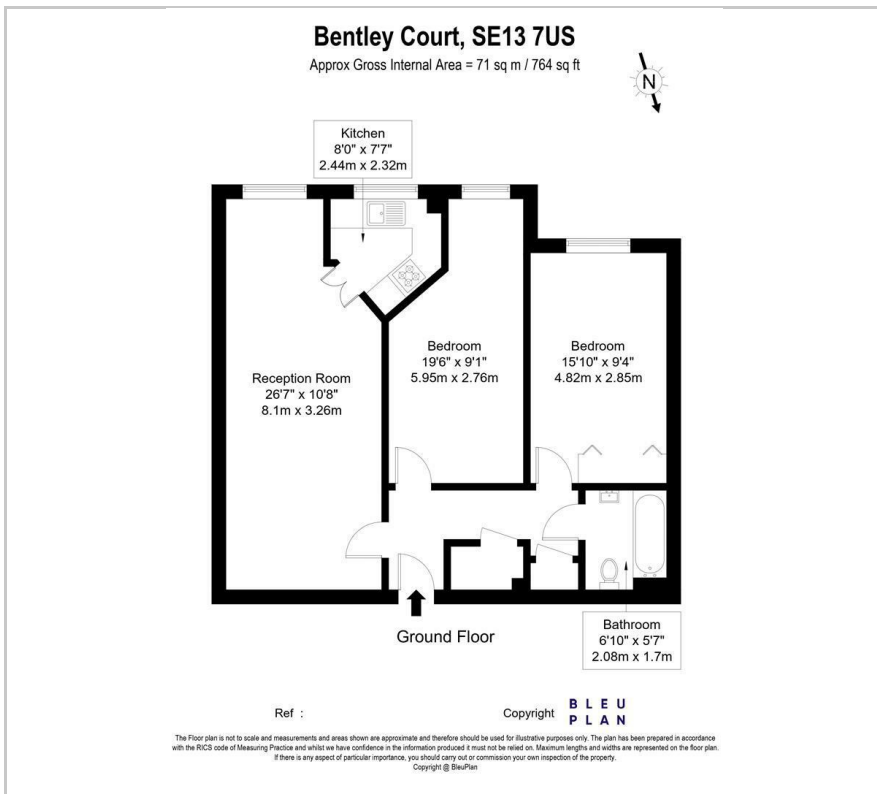 Bentley Court, SE13 7US
Approx Gross Internal Area = 71 sq m / 764 sq ft
N
Kitchen
8'0" x 7'7"
2.44m x 2.32m
Bedroom
19'6" x 9'1"
5.95m x 2.76m
Bedroom
15'10" x 9'4"
4.82m x 2.85m
Reception Room
26'7" x 10'8"
8.1m x 3.26m
Ground Floor
Bathroom
6'10" x 5'7"
2.08m x 1.7m
Ref :
Copyright
BLEU
PLAN
The Floor plan is not to scale and measurements and areas shown are approximate and therefore should be used for illustrative purposes only. The plan has been prepared in accordance
with the RICS code of Measuring Practice and whilst we have confidence in the information produced it must not be relied on. Maximum lengths and widths are represented on the floor plan.
If there is any aspect of particular importance, you should carry out or commission your own inspection of the property.
Copyright @ BleuPlan